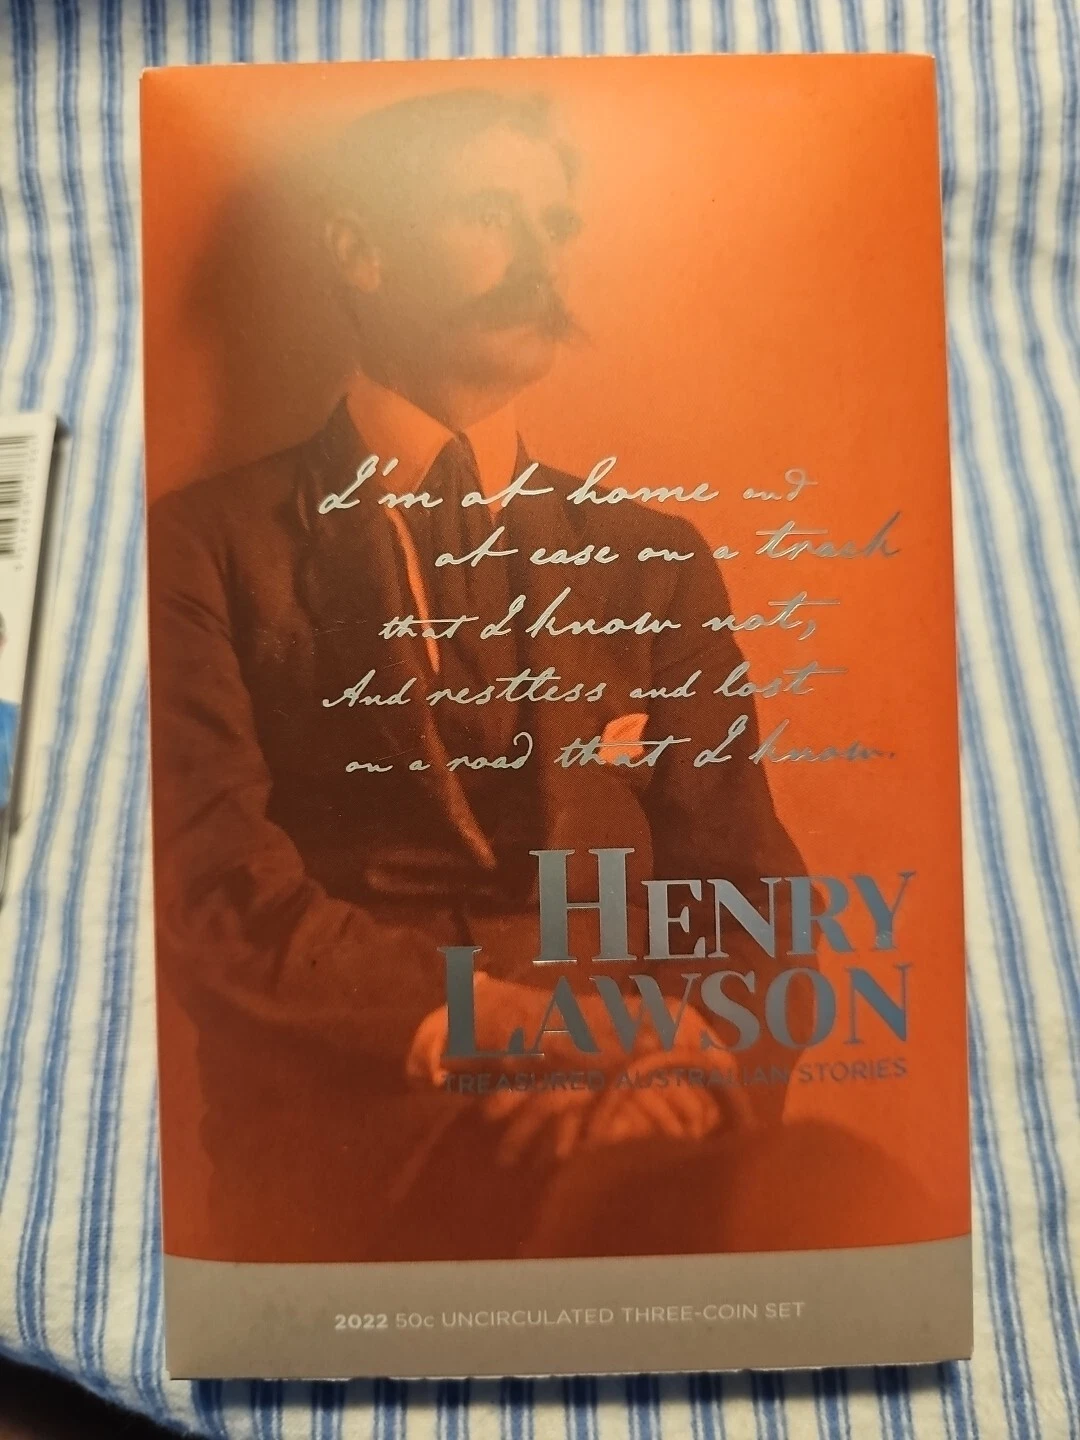 I'm at home and
at ease on a track
that I know not,
And restless and lost
on a road that I know.
HENRY
LAWSON
TREASURED AUSTRALIAN STORIES
2022 50c UNCIRCULATED THREE-COIN SET